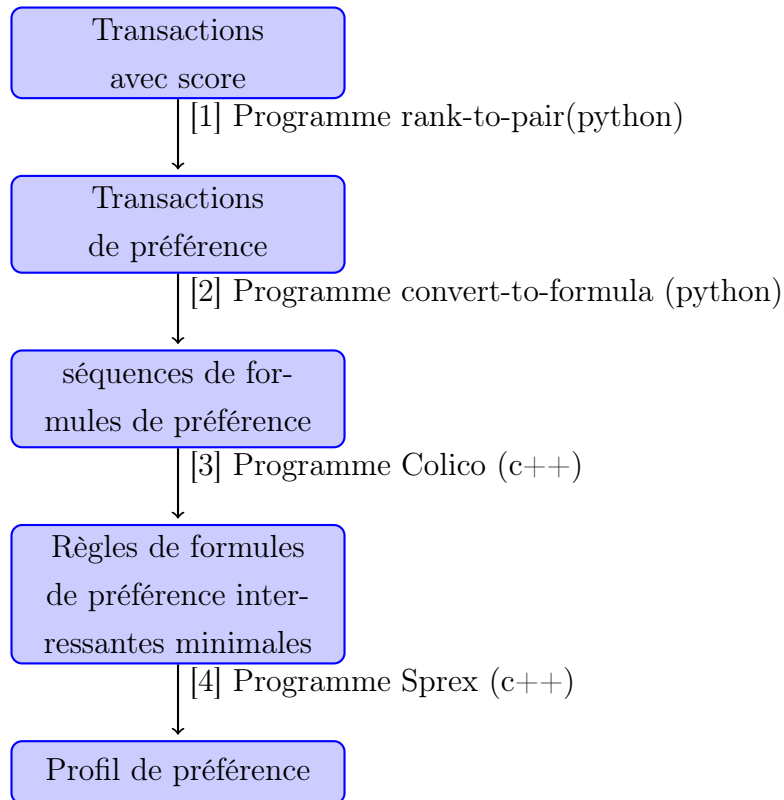 Transactions
avec score
[1] Programme rank-to-pair(python)
Transactions
de préférence
[2] Programme convert-to-formula (python)
séquences de for-
mules de préférence
[3] Programme Colico (c++)
Règles de formules
de préférence inter-
ressantes minimales
[4] Programme Sprex (c++)
Profil de préférence